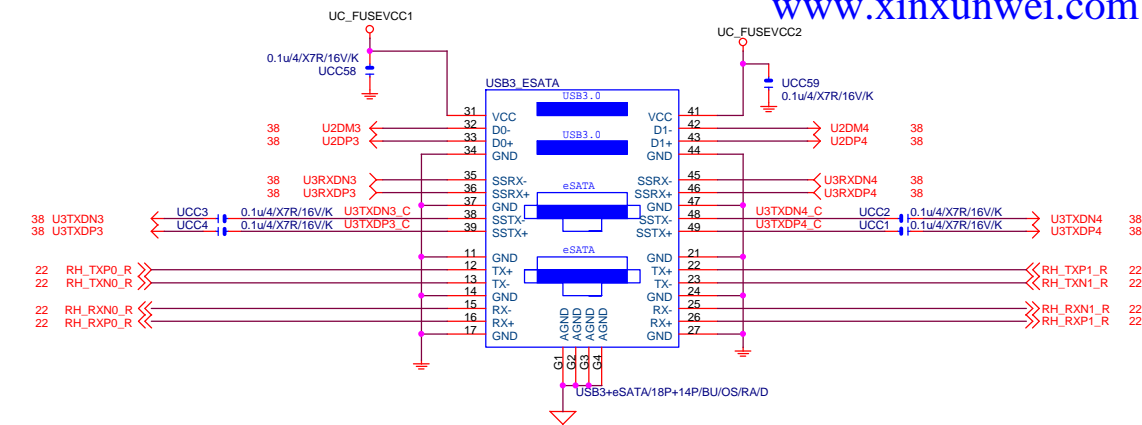 www.xinxunwei.com
UC_FUSEVCC1
UC_FUSEVCC2
0.1u/4/X7R/16V/K
UCC58
UCC59
0.1u/4/X7R/16V/K
USB3_ESATA
USB3.0
USB3.0
eSATA
eSATA
31 VCC VCC 41
38 U2DM3 32 D0- D1- 42 U2DM4 38
38 U2DP3 33 D0+ D1+ 43 U2DP4 38
34 GND GND 44
38 U3RXDN3 35 SSRX- SSRX- 45 U3RXDN4 38
38 U3RXDP3 36 SSRX+ SSRX+ 46 U3RXDP4 38
37 GND GND 47
38 U3TXDN3 UCC3 0.1u/4/X7R/16V/K U3TXDN3_C 38 SSTX- SSTX- 48 U3TXDN4_C UCC2 0.1u/4/X7R/16V/K U3TXDN4 38
38 U3TXDP3 UCC4 0.1u/4/X7R/16V/K U3TXDP3_C 39 SSTX+ SSTX+ 49 U3TXDP4_C UCC1 0.1u/4/X7R/16V/K U3TXDP4 38
11 GND GND 21
22 RH_TXP0_R 12 TX+ TX+ 22 RH_TXP1_R 22
22 RH_TXN0_R 13 TX- TX- 23 RH_TXN1_R 22
14 GND GND 24
22 RH_RXN0_R 15 RX- RX- 25 RH_RXN1_R 22
22 RH_RXP0_R 16 RX+ RX+ 26 RH_RXP1_R 22
17 GND GND 27
AGND AGND AGND AGND
G1 G2 G3 G4
USB3+eSATA/18P+14P/BU/OS/RA/D